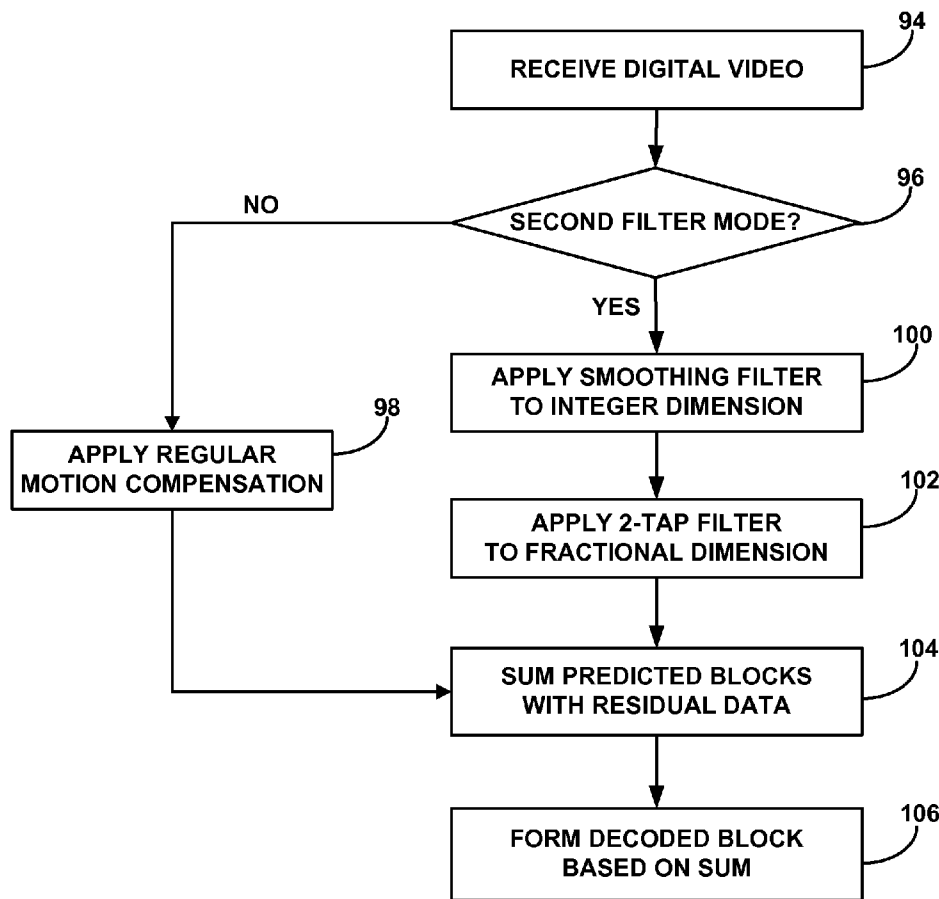 94
RECEIVE DIGITAL VIDEO
96
NO
SECOND FILTER MODE?
YES
100
APPLY SMOOTHING FILTER
TO INTEGER DIMENSION
98
APPLY REGULAR
MOTION COMPENSATION
102
APPLY 2-TAP FILTER
TO FRACTIONAL DIMENSION
104
SUM PREDICTED BLOCKS
WITH RESIDUAL DATA
106
FORM DECODED BLOCK
BASED ON SUM